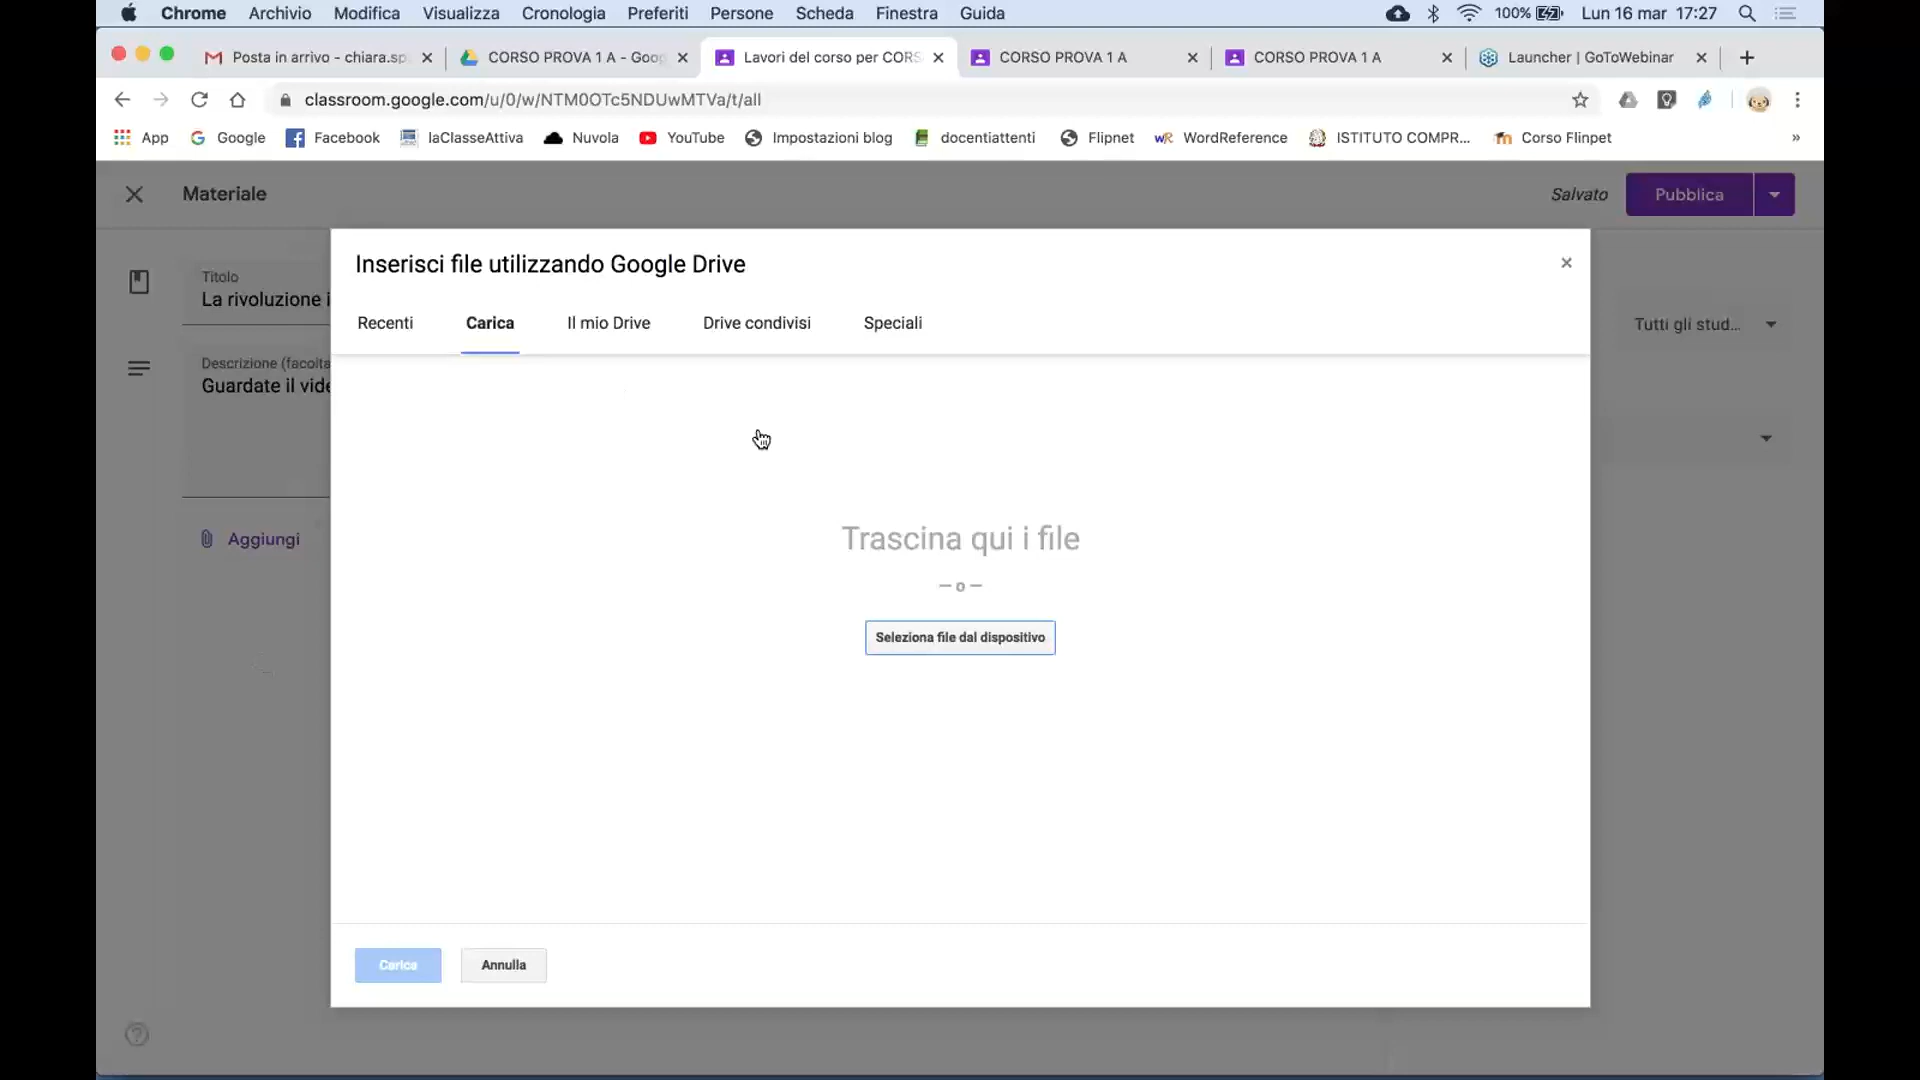 Chrome Archivio Modifica Visualizza Cronologia Preferiti Persone Scheda Finestra Guida 100% Lun 16 mar 17:27
Posta in arrivo - chiara.sp CORSO PROVA 1 A - Goog Lavori del corso per CORS CORSO PROVA 1 A CORSO PROVA 1 A Launcher | GoToWebinar
classroom.google.com/u/0/w/NTM0OTc5NDUwMTVa/t/all
App Google Facebook laClasseAttiva Nuvola YouTube Impostazioni blog docentiattenti Flipnet WordReference ISTITUTO COMPR... Corso Flinpet »
Materiale Salvato Pubblica
Inserisci file utilizzando Google Drive
Titolo
La rivoluzione i
Recenti Carica Il mio Drive Drive condivisi Speciali
Tutti gli stud...
Descrizione (facolta
Guardate il vide
Aggiungi
Trascina qui i file
— o —
Seleziona file dal dispositivo
Carica Annulla